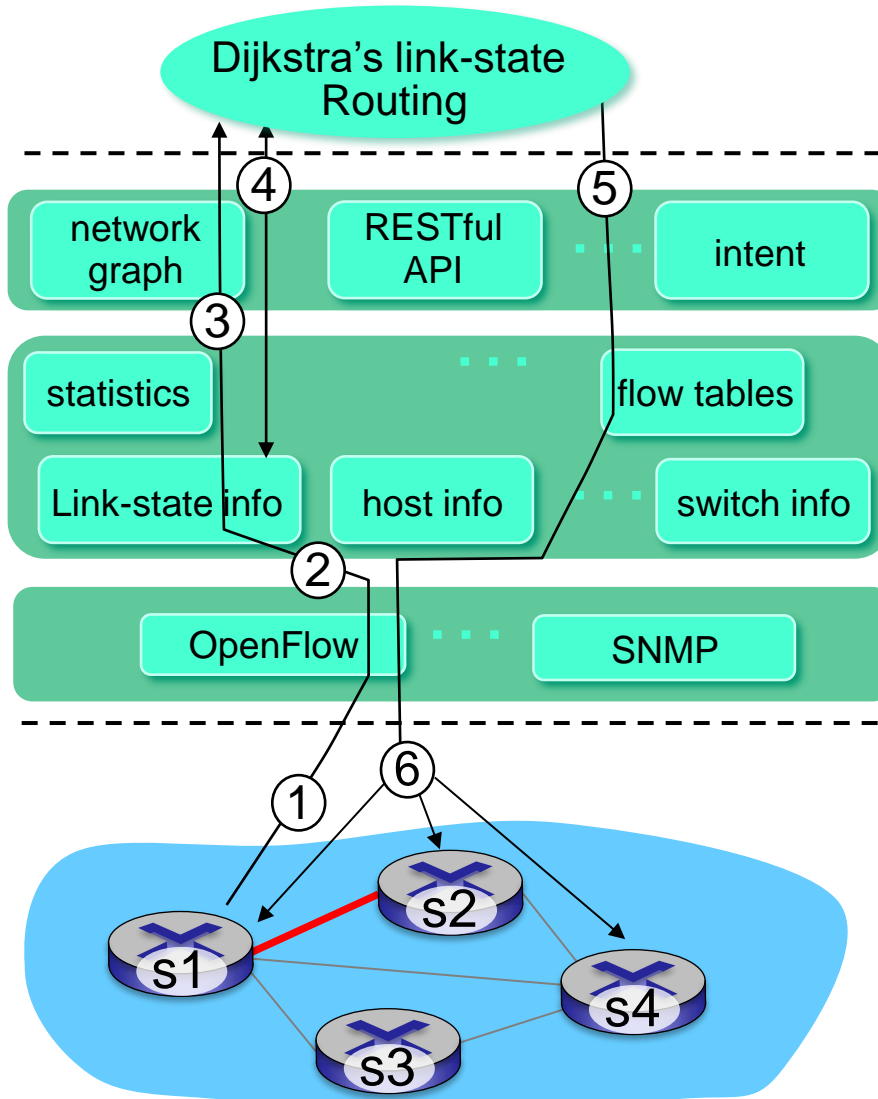 Dijkstra’s link-state
Routing
4
5
network
graph
RESTful
API
intent
3
statistics
flow tables
Link-state info
host info
switch info
2
OpenFlow
SNMP
1
6
s2
s1
s4
s3